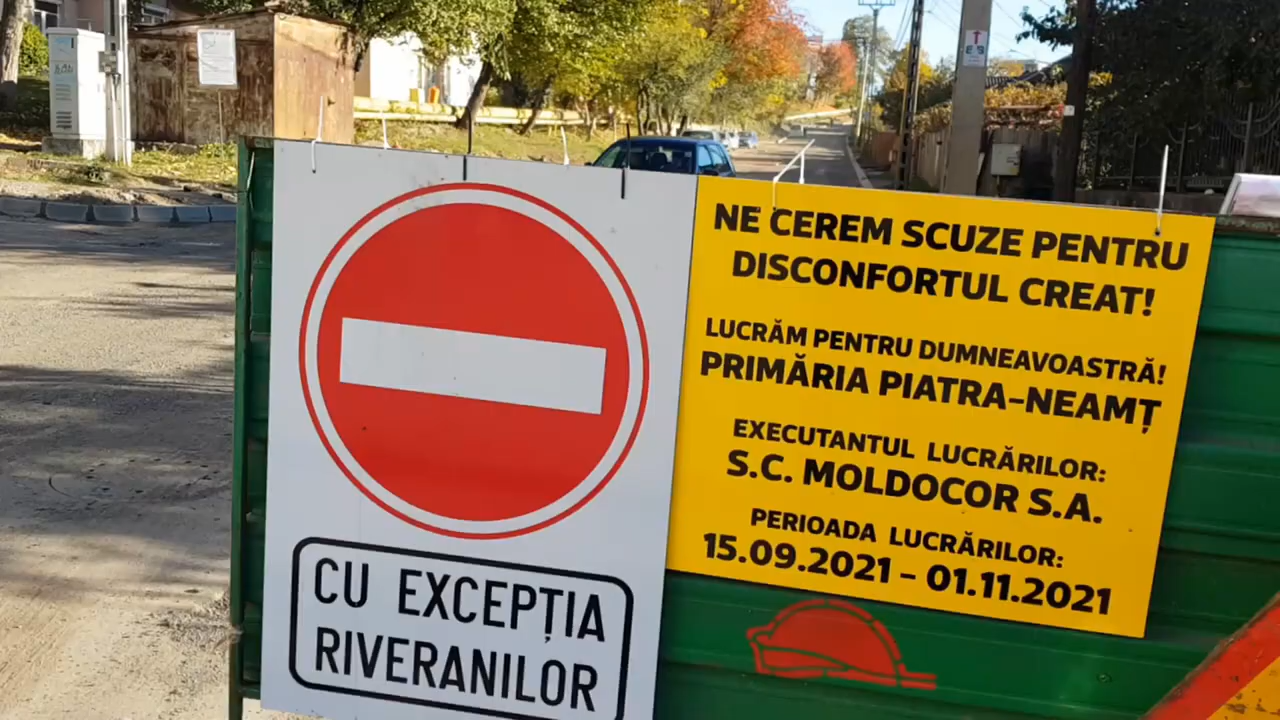 CU EXCEPȚIA
RIVERANILOR
NE CEREM SCUZE PENTRU
DISCONFORTUL CREAT!
LUCRĂM PENTRU DUMNEAVOASTRĂ!
PRIMĂRIA PIATRA-NEAMȚ
EXECUTANTUL LUCRĂRILOR:
S.C. MOLDOCOR S.A.
PERIOADA LUCRĂRILOR:
15.09.2021 - 01.11.2021